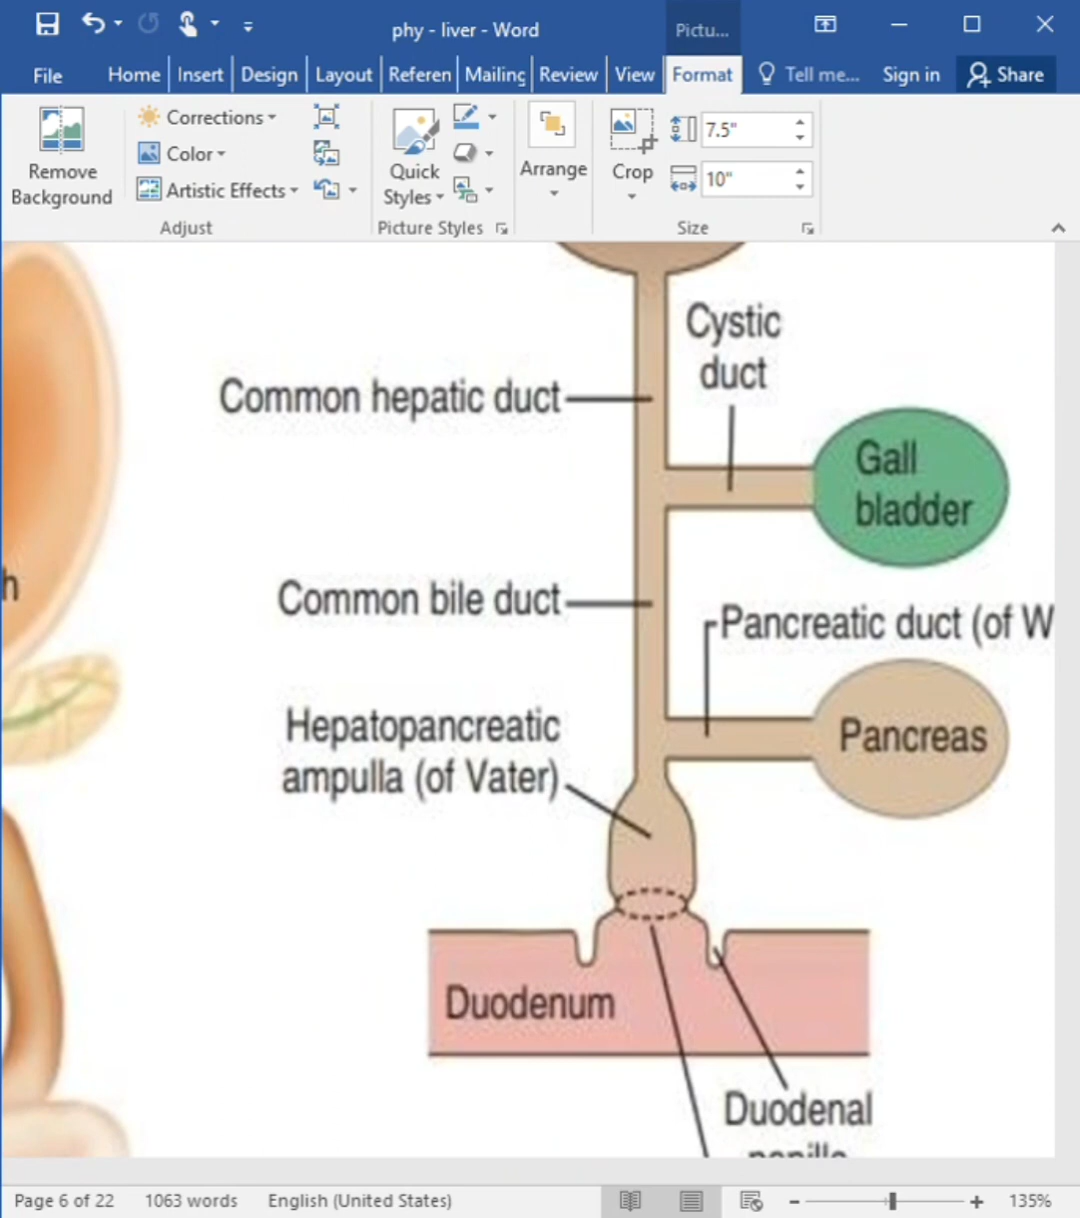 phy - liver - Word
Pictu...
File
Home
Insert
Design
Layout
Referen
Mailing
Review
View
Format
Tell me...
Sign in
Share
Remove
Background
Corrections
Color
Artistic Effects
Adjust
Quick
Styles
Picture Styles
Arrange
Crop
7.5"
10"
Size
Cystic
duct
Common hepatic duct
Gall
bladder
h
Common bile duct
Pancreatic duct (of W
Hepatopancreatic
ampulla (of Vater)
Pancreas
Duodenum
Duodenal
papilla
Page 6 of 22
1063 words
English (United States)
135%